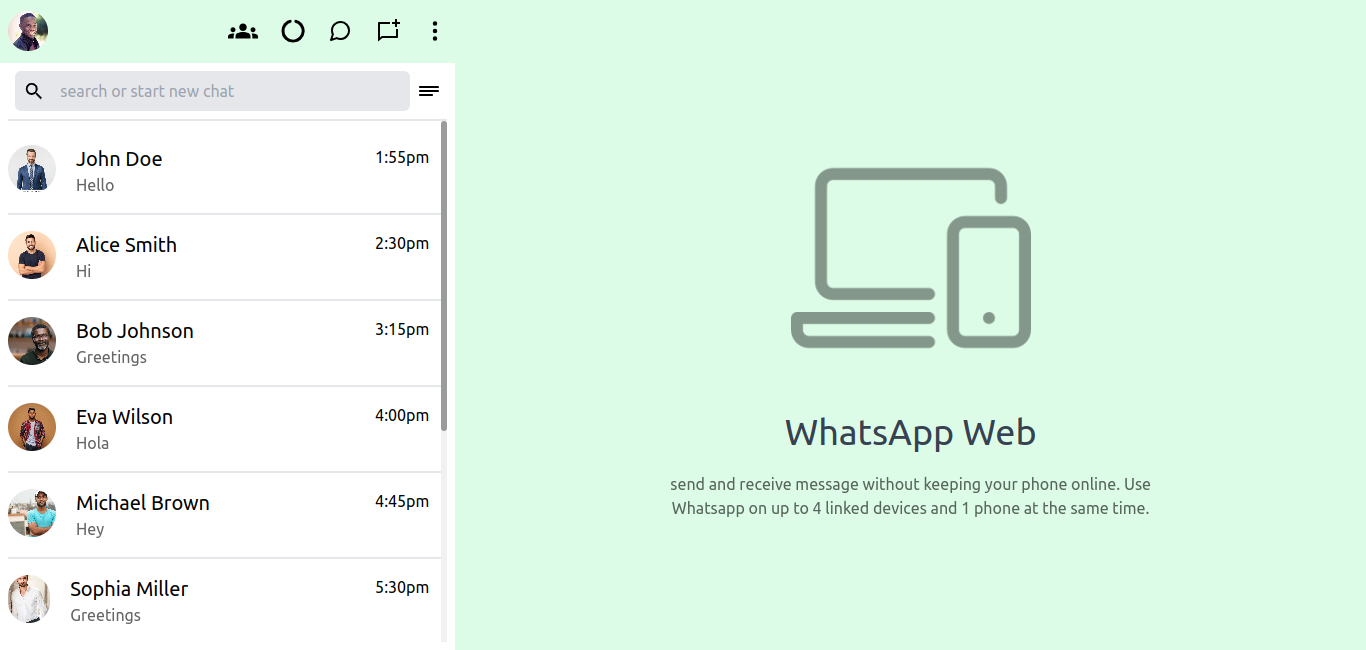 search or start new chat
John Doe
1:55pm
Hello
Alice Smith
2:30pm
Hi
Bob Johnson
3:15pm
Greetings
Eva Wilson
4:00pm
Hola
Michael Brown
4:45pm
Hey
Sophia Miller
5:30pm
Greetings
WhatsApp Web
send and receive message without keeping your phone online. Use
Whatsapp on up to 4 linked devices and 1 phone at the same time.